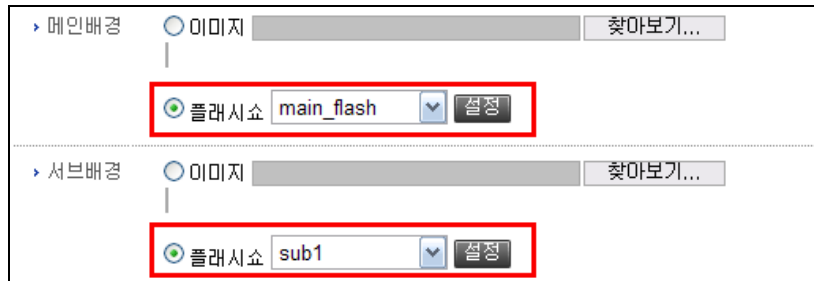 메인배경 이미지 찾아보기...
플래시쇼 main_flash 설정
서브배경 이미지 찾아보기...
플래시쇼 sub1 설정